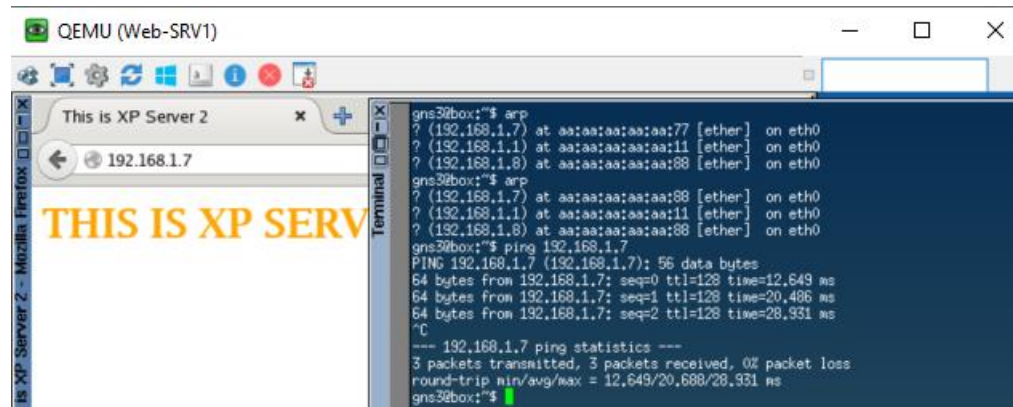 QEMU (Web-SRV1)
This is XP Server 2
192.168.1.7
THIS IS XP SERV
is XP Server 2 - Mozilla Firefox
Terminal
gns3@box:~$ arp
? (192.168.1.7) at aa:aa:aa:aa:aa:77 [ether]  on eth0
? (192.168.1.1) at aa:aa:aa:aa:aa:11 [ether]  on eth0
? (192.168.1.8) at aa:aa:aa:aa:aa:88 [ether]  on eth0
gns3@box:~$ arp
? (192.168.1.7) at aa:aa:aa:aa:aa:88 [ether]  on eth0
? (192.168.1.1) at aa:aa:aa:aa:aa:11 [ether]  on eth0
? (192.168.1.8) at aa:aa:aa:aa:aa:88 [ether]  on eth0
gns3@box:~$ ping 192.168.1.7
PING 192.168.1.7 (192.168.1.7): 56 data bytes
64 bytes from 192.168.1.7: seq=0 ttl=128 time=12.649 ms
64 bytes from 192.168.1.7: seq=1 ttl=128 time=20.486 ms
64 bytes from 192.168.1.7: seq=2 ttl=128 time=28.931 ms
^C
--- 192.168.1.7 ping statistics ---
3 packets transmitted, 3 packets received, 0% packet loss
round-trip min/avg/max = 12.649/20.688/28.931 ms
gns3@box:~$